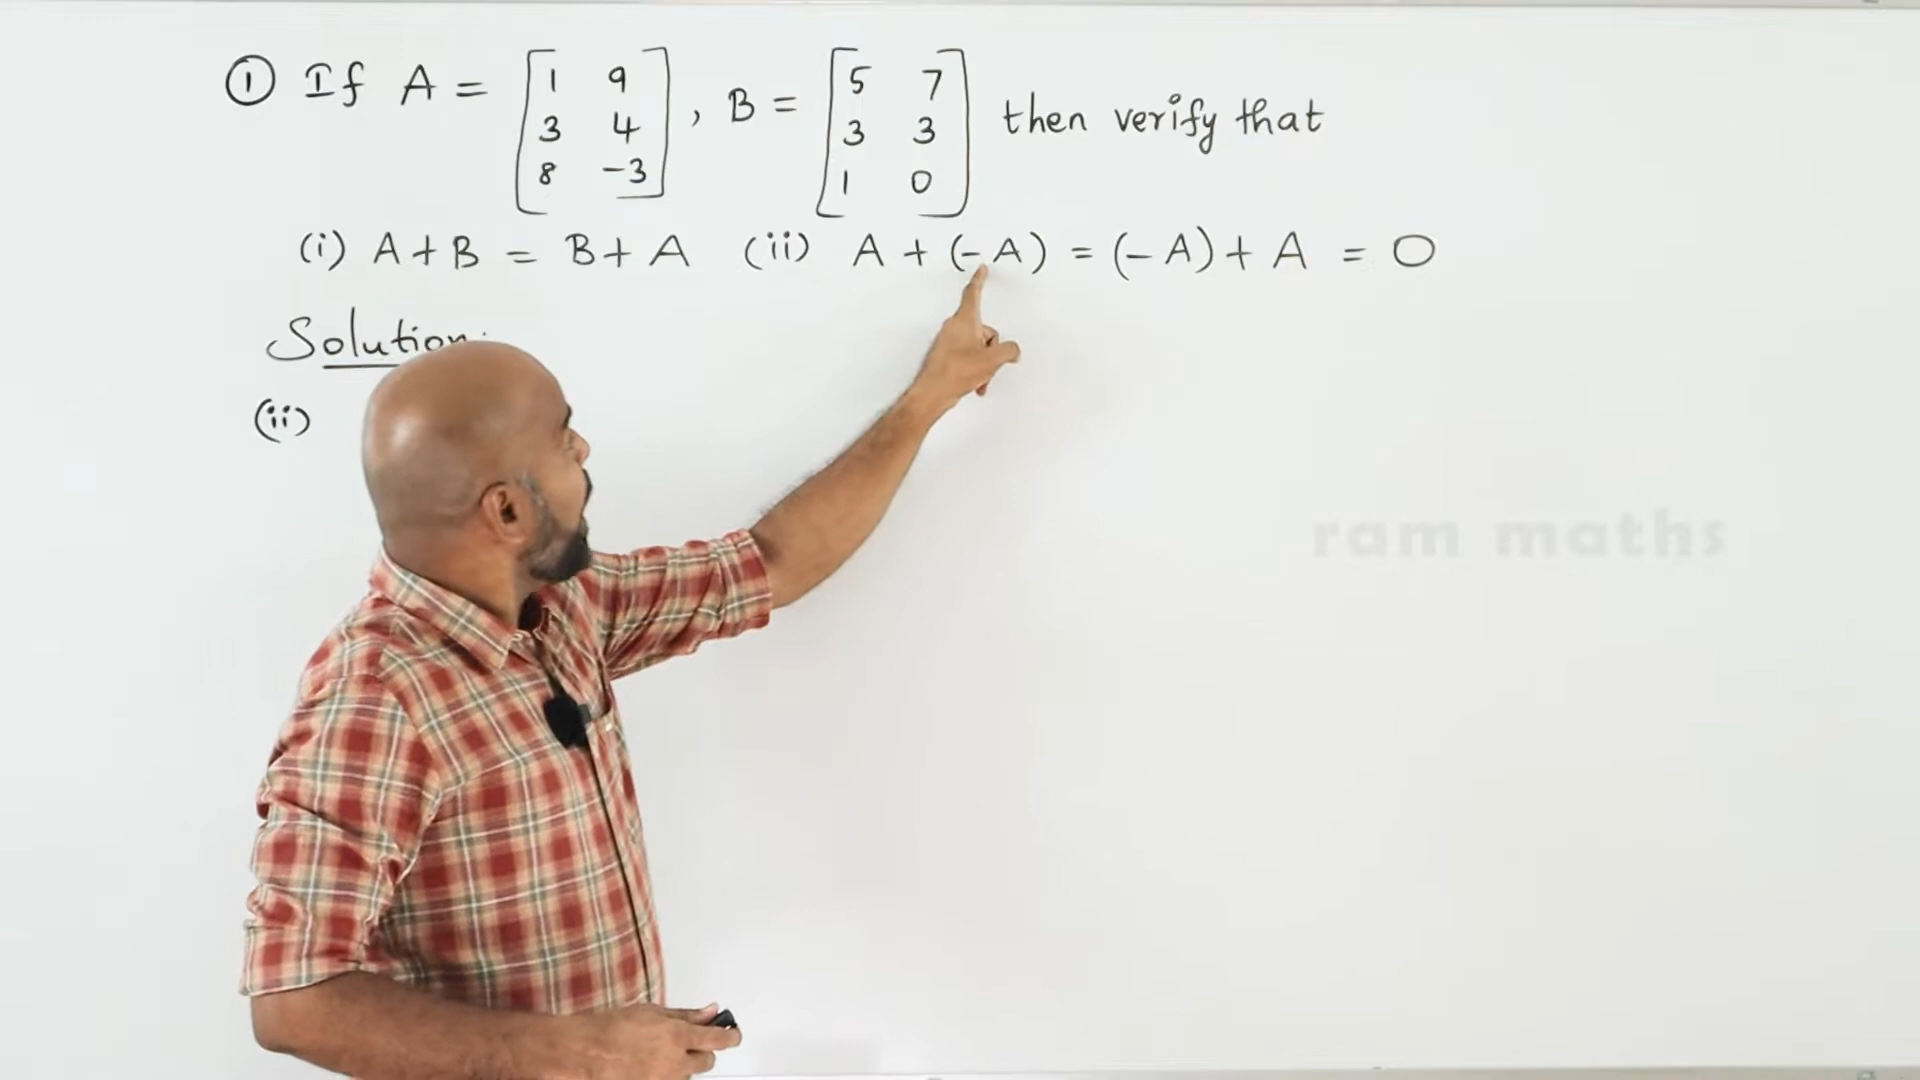 ① If A = [1 9 3 4 8 -3], B = [5 7 3 3 1 0] then verify that
(i) A + B = B + A (ii) A + (-A) = (-A) + A = O
Solution:
(ii)
ram maths